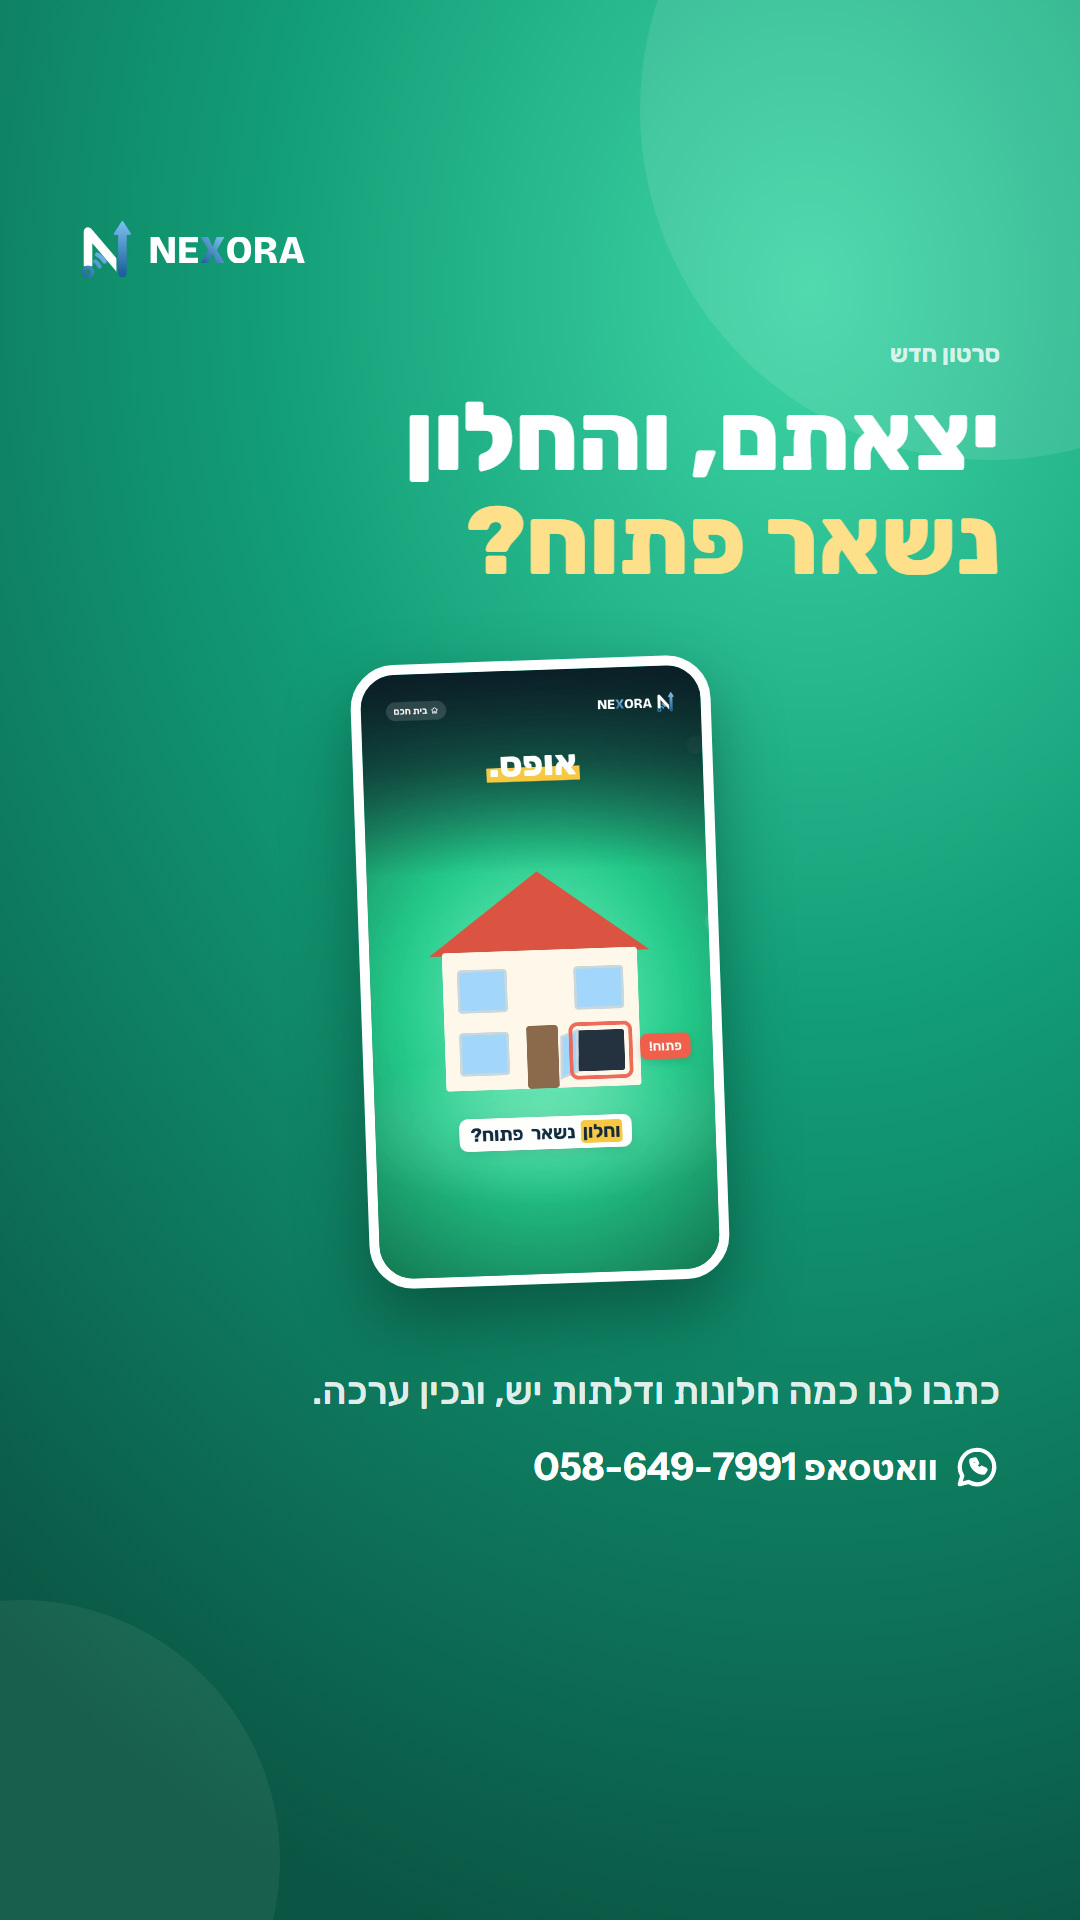 NEXORA
סרטון חדש
יצאתם, והחלון
נשאר פתוח?
NEXORA
בית חכם
אופס.
פתוח!
וחלון נשאר פתוח?
כתבו לנו כמה חלונות ודלתות יש, ונכין ערכה.
וואטסאפ 058-649-7991